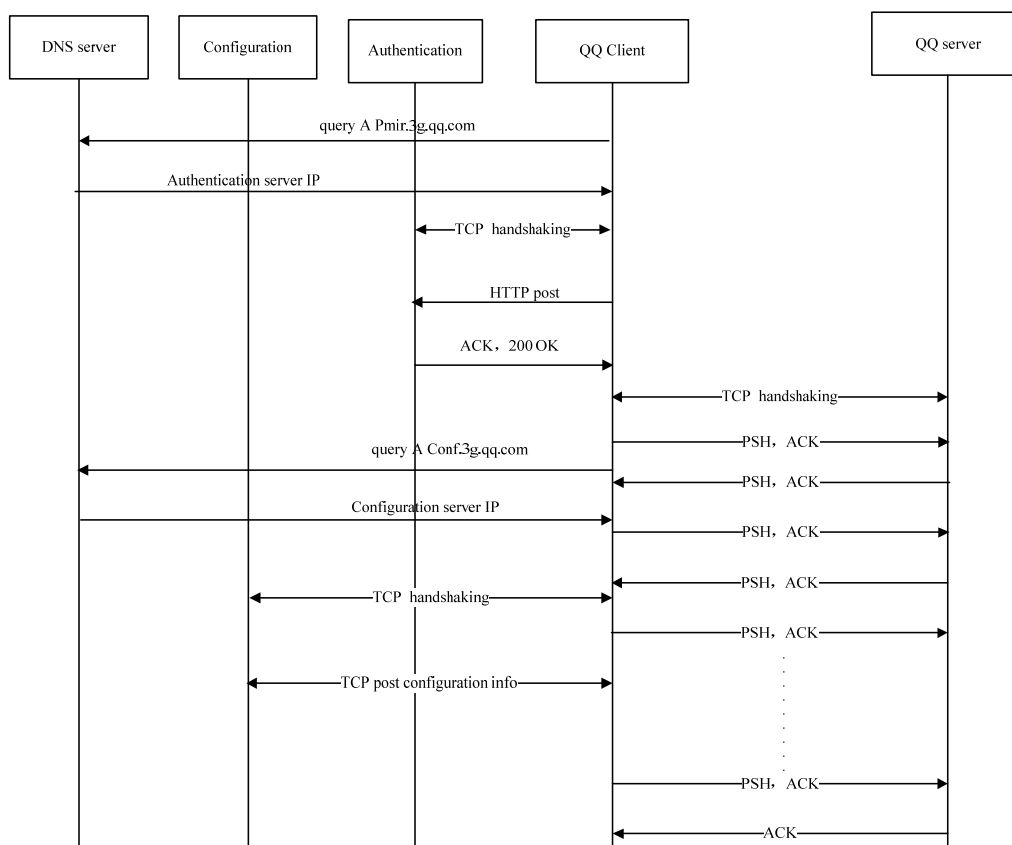 DNS server
Configuration
Authentication
QQ Client
QQ server
query A Pmir.3g.qq.com
Authentication server IP
TCP handshaking
HTTP post
ACK，200 OK
TCP handshaking
PSH，ACK
query A Conf.3g.qq.com
PSH，ACK
Configuration server IP
PSH，ACK
PSH，ACK
TCP handshaking
PSH，ACK
TCP post configuration info
PSH，ACK
ACK